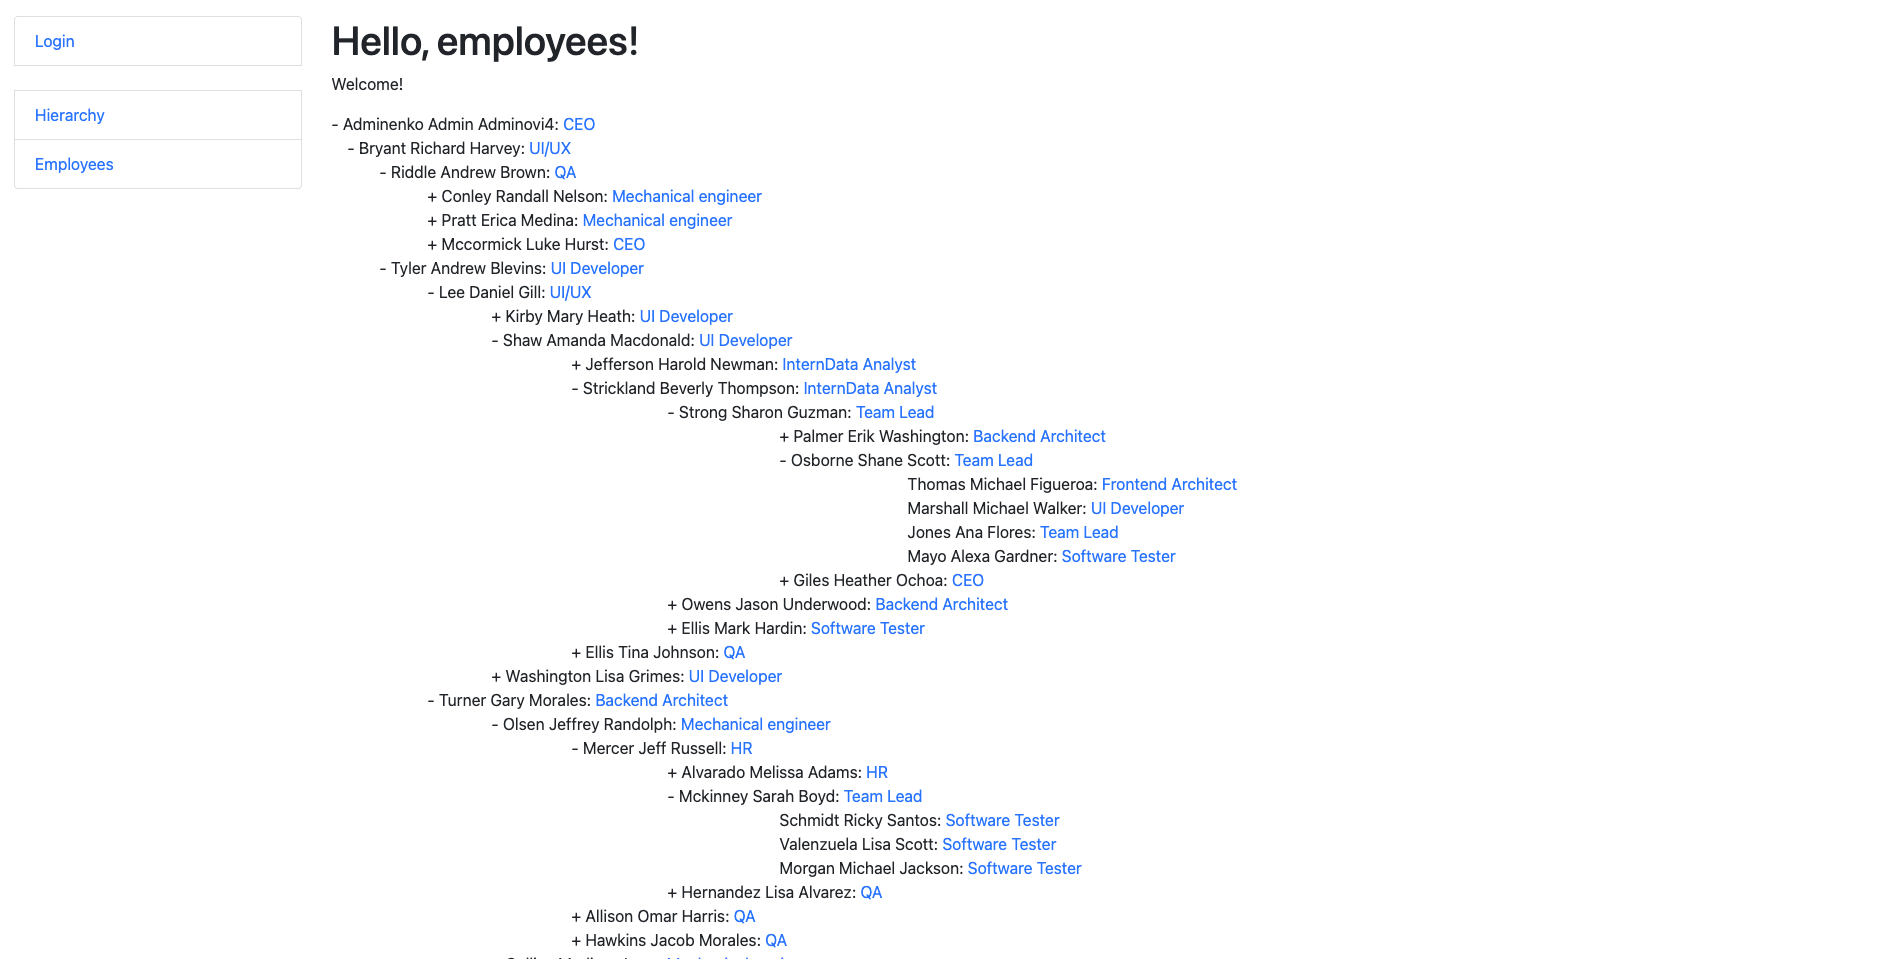 Login
Hierarchy
Employees
Hello, employees!
Welcome!
- Adminenko Admin Adminovi4: CEO
- Bryant Richard Harvey: UI/UX
- Riddle Andrew Brown: QA
+ Conley Randall Nelson: Mechanical engineer
+ Pratt Erica Medina: Mechanical engineer
+ Mccormick Luke Hurst: CEO
- Tyler Andrew Blevins: UI Developer
- Lee Daniel Gill: UI/UX
+ Kirby Mary Heath: UI Developer
- Shaw Amanda Macdonald: UI Developer
+ Jefferson Harold Newman: InternData Analyst
- Strickland Beverly Thompson: InternData Analyst
- Strong Sharon Guzman: Team Lead
+ Palmer Erik Washington: Backend Architect
- Osborne Shane Scott: Team Lead
Thomas Michael Figueroa: Frontend Architect
Marshall Michael Walker: UI Developer
Jones Ana Flores: Team Lead
Mayo Alexa Gardner: Software Tester
+ Giles Heather Ochoa: CEO
+ Owens Jason Underwood: Backend Architect
+ Ellis Mark Hardin: Software Tester
+ Ellis Tina Johnson: QA
+ Washington Lisa Grimes: UI Developer
- Turner Gary Morales: Backend Architect
- Olsen Jeffrey Randolph: Mechanical engineer
- Mercer Jeff Russell: HR
+ Alvarado Melissa Adams: HR
- Mckinney Sarah Boyd: Team Lead
Schmidt Ricky Santos: Software Tester
Valenzuela Lisa Scott: Software Tester
Morgan Michael Jackson: Software Tester
+ Hernandez Lisa Alvarez: QA
+ Allison Omar Harris: QA
+ Hawkins Jacob Morales: QA